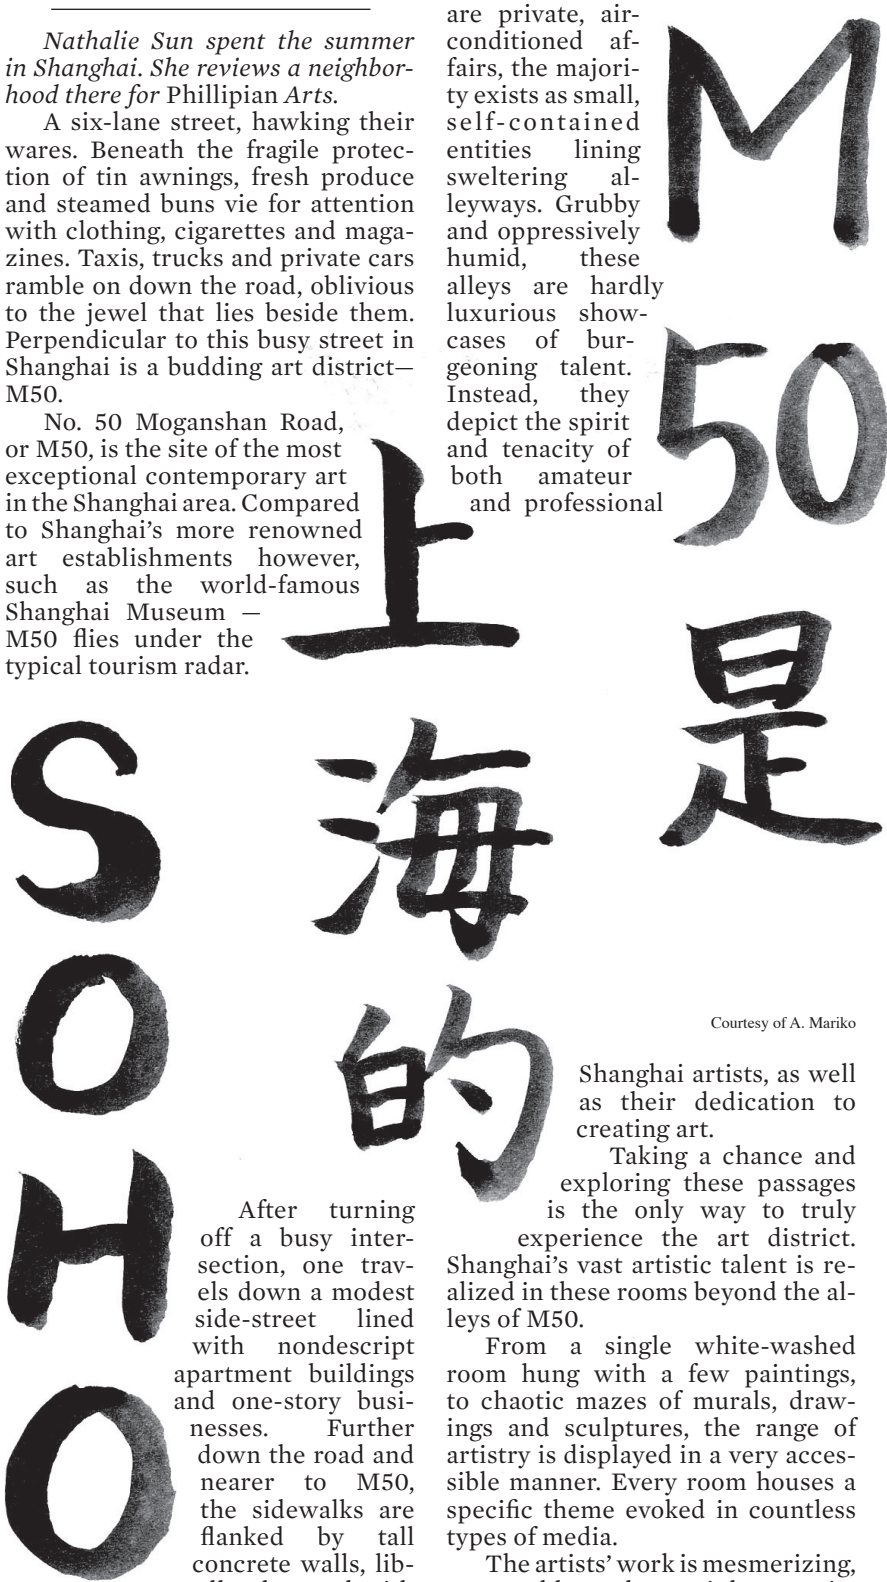 Nathalie Sun spent the summer
in Shanghai. She reviews a neighbor-
hood there for Phillipian Arts.
A six-lane street, hawking their
wares. Beneath the fragile protec-
tion of tin awnings, fresh produce
and steamed buns vie for attention
with clothing, cigarettes and maga-
zines. Taxis, trucks and private cars
ramble on down the road, oblivious
to the jewel that lies beside them.
Perpendicular to this busy street in
Shanghai is a budding art district—
M50.
No. 50 Moganshan Road,
or M50, is the site of the most
exceptional contemporary art
in the Shanghai area. Compared
to Shanghai's more renowned
art establishments however,
such as the world-famous
Shanghai Museum —
M50 flies under the
typical tourism radar.
After turning
off a busy inter-
section, one trav-
els down a modest
side-street lined
with nondescript
apartment buildings
and one-story busi-
nesses. Further
down the road and
nearer to M50,
the sidewalks are
flanked by tall
concrete walls, lib-
are private, air-
conditioned af-
fairs, the majori-
ty exists as small,
self-contained
entities lining
sweltering al-
leyways. Grubby
and oppressively
humid, these
alleys are hardly
luxurious show-
cases of bur-
geoning talent.
Instead, they
depict the spirit
and tenacity of
both amateur
and professional
Shanghai artists, as well
as their dedication to
creating art.
Taking a chance and
exploring these passages
is the only way to truly
experience the art district.
Shanghai's vast artistic talent is re-
alized in these rooms beyond the al-
leys of M50.
From a single white-washed
room hung with a few paintings,
to chaotic mazes of murals, draw-
ings and sculptures, the range of
artistry is displayed in a very acces-
sible manner. Every room houses a
specific theme evoked in countless
types of media.
The artists' work is mesmerizing,
M
50
是
上
海
的
S
O
H
O
Courtesy of A. Mariko